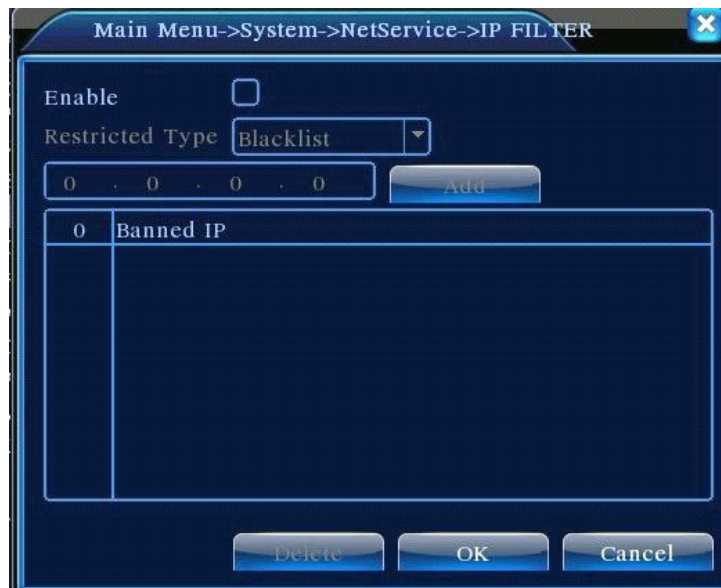 Main Menu->System->NetService->IP FILTER
Enable
Restricted Type Blacklist
0 . 0 . 0 . 0 Add
0 Banned IP
Delete OK Cancel